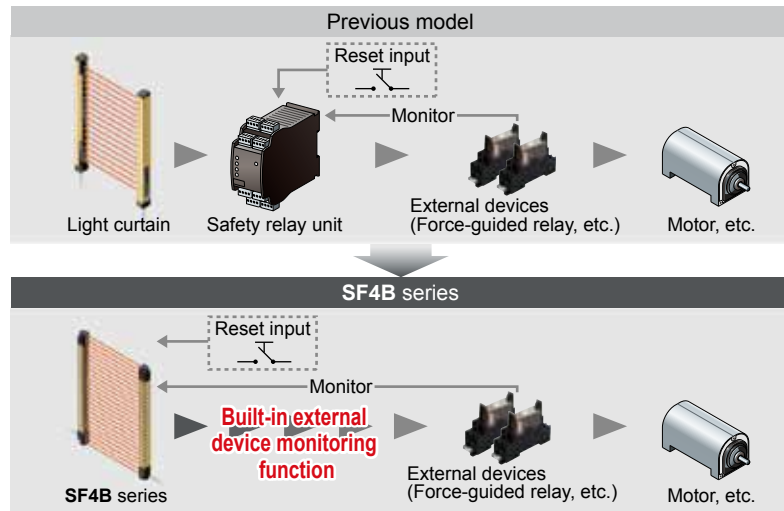 Previous model
Reset input
Monitor
Light curtain
Safety relay unit
External devices
(Force-guided relay, etc.)
Motor, etc.
SF4B series
Reset input
Monitor
Built-in external
device monitoring
function
SF4B series
External devices
(Force-guided relay, etc.)
Motor, etc.